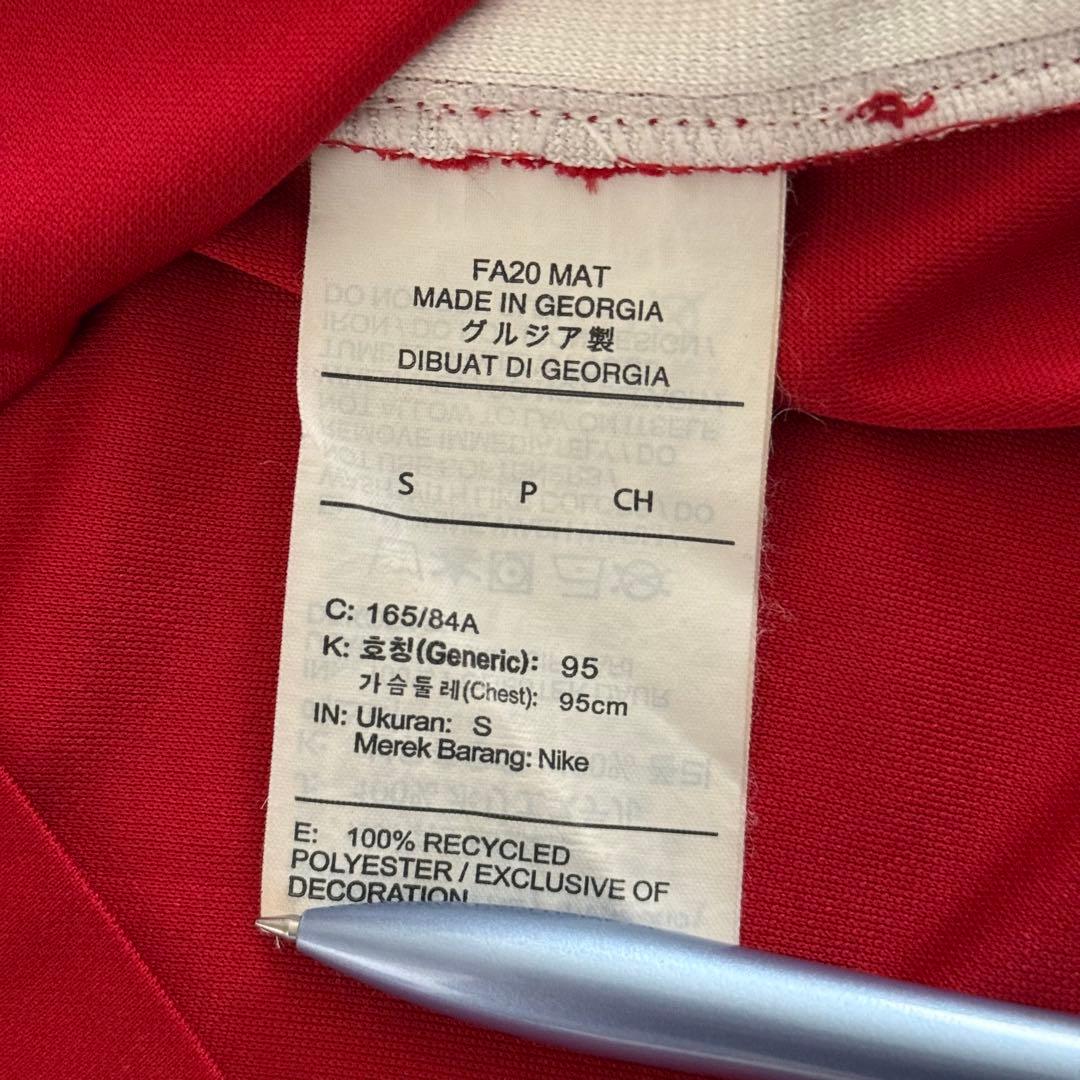 FA20 MAT
MADE IN GEORGIA
グルジア製
DIBUAT DI GEORGIA
S P CH
C: 165/84A
K: 호칭(Generic): 95
가슴둘레(Chest): 95cm
IN: Ukuran: S
Merek Barang: Nike
E: 100% RECYCLED
POLYESTER / EXCLUSIVE OF
DECORATION